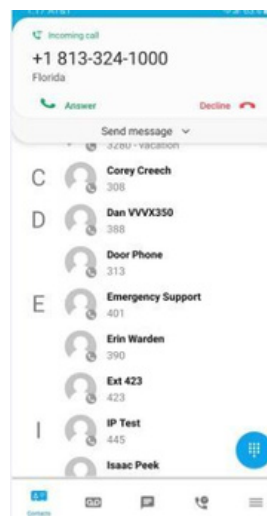 Incoming call
+1 813-324-1000
Florida
Answer Decline
Send message
3280 - vacation
C
Corey Creech
308
D
Dan VVVX350
388
Door Phone
313
E
Emergency Support
401
Erin Warden
390
Ext 423
423
I
IP Test
445
Isaac Peek
Contacts